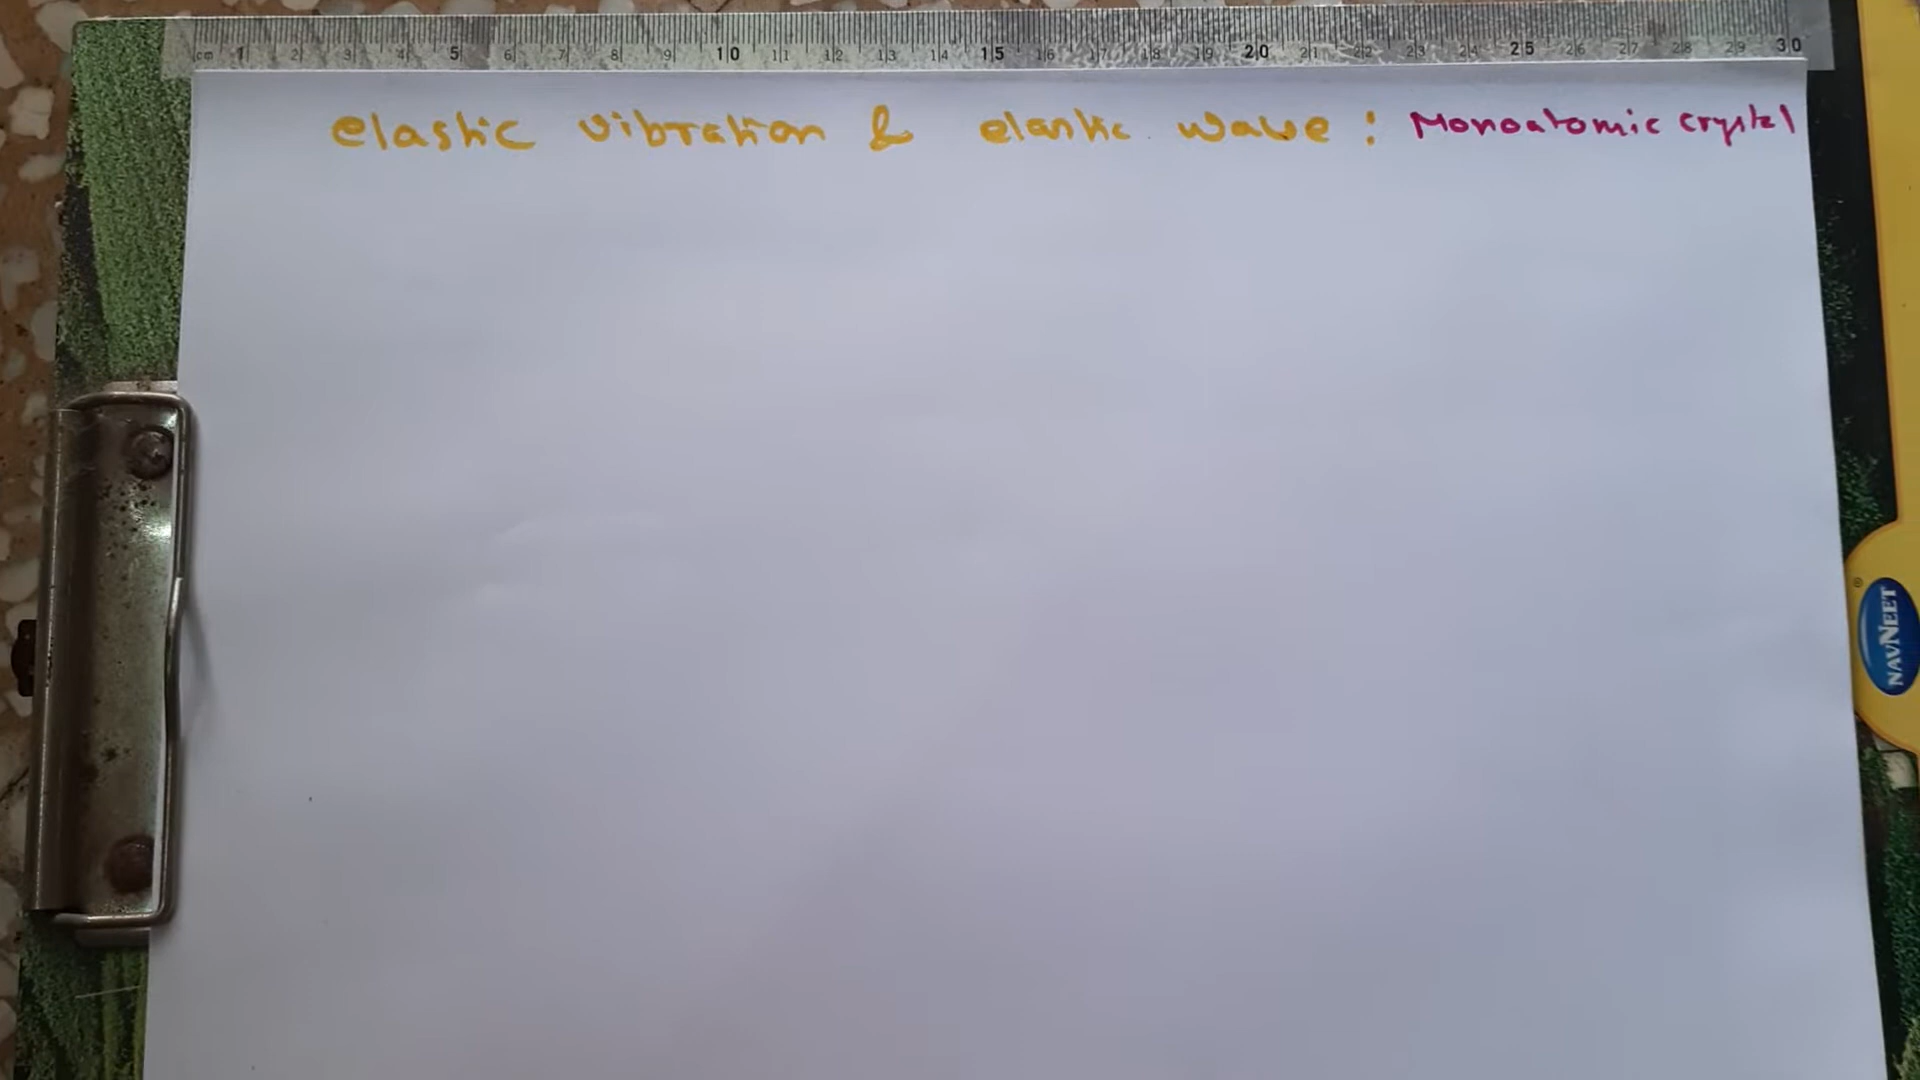 cm 1 2 3 4 5 6 7 8 9 10 11 12 13 14 15 16 17 18 19 20 21 22 23 24 25 26 27 28 29 30
elastic vibration & elastic wave : Monoatomic crystal
NAVNEET